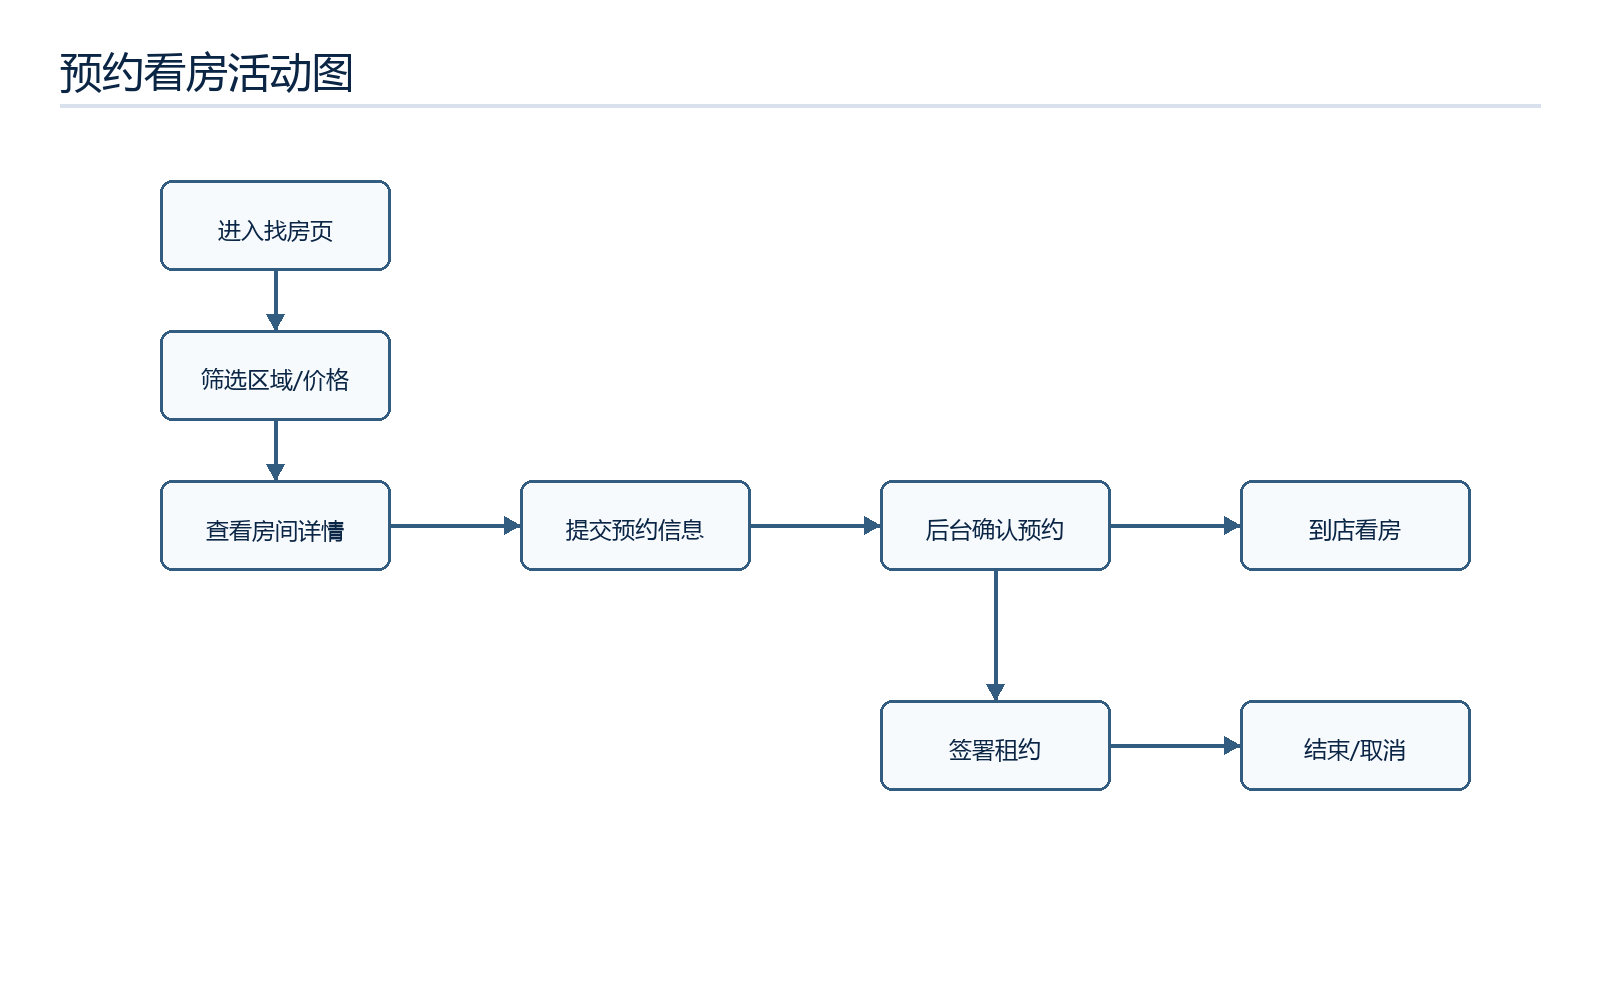 预约看房活动图
进入找房页
筛选区域/价格
查看房间详情
提交预约信息
后台确认预约
到店看房
签署租约
结束/取消